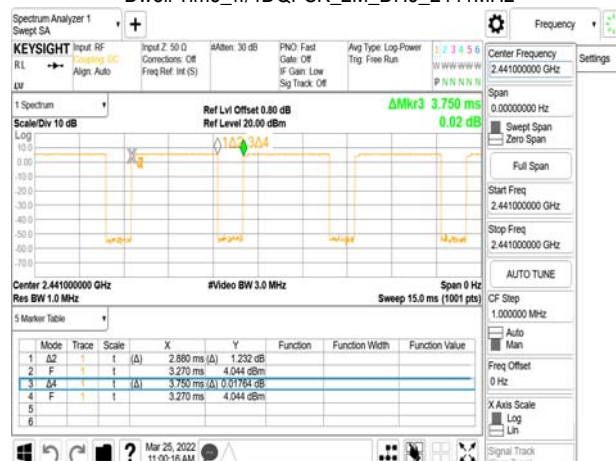 Spectrum Analyzer 1
Swept SA
Frequency
KEYSIGHT
Input: RF
Coupling: DC
Align: Auto
Input Z: 50 Ω
Corrections: Off
Freq Ref: Int (S)
#Atten: 30 dB
PNO: Fast
Gate: Off
IF Gain: Low
Sig Track: Off
Avg Type: Log-Power
Trig: Free Run
1 2 3 4 5 6
W W W W W W
P N N N N N
RL
Center Frequency
2.441000000 GHz
Settings
Span
0.00000000 Hz
Swept Span
Zero Span
Full Span
Start Freq
2.441000000 GHz
Stop Freq
2.441000000 GHz
AUTO TUNE
CF Step
1.000000 MHz
Auto
Man
Freq Offset
0 Hz
X Axis Scale
Log
Lin
Signal Track
1 Spectrum
Scale/Div 10 dB
Ref Lvl Offset 0.80 dB
Ref Level 20.00 dBm
ΔMkr3 3.750 ms
0.02 dB
Log
10.0
0.00
-10.0
-20.0
-30.0
-40.0
-50.0
-60.0
-70.0
1Δ2 3Δ4
Center 2.441000000 GHz
Res BW 1.0 MHz
#Video BW 3.0 MHz
Span 0 Hz
Sweep 15.0 ms (1001 pts)
5 Marker Table
Mode Trace Scale X Y Function Function Width Function Value
1 Δ2 1 t (Δ) 2.880 ms (Δ) 1.232 dB
2 F 1 t 3.270 ms 4.044 dBm
3 Δ4 1 t (Δ) 3.750 ms (Δ) 0.01764 dB
4 F 1 t 3.270 ms 4.044 dBm
5
6
Mar 25, 2022
11:00:16 AM